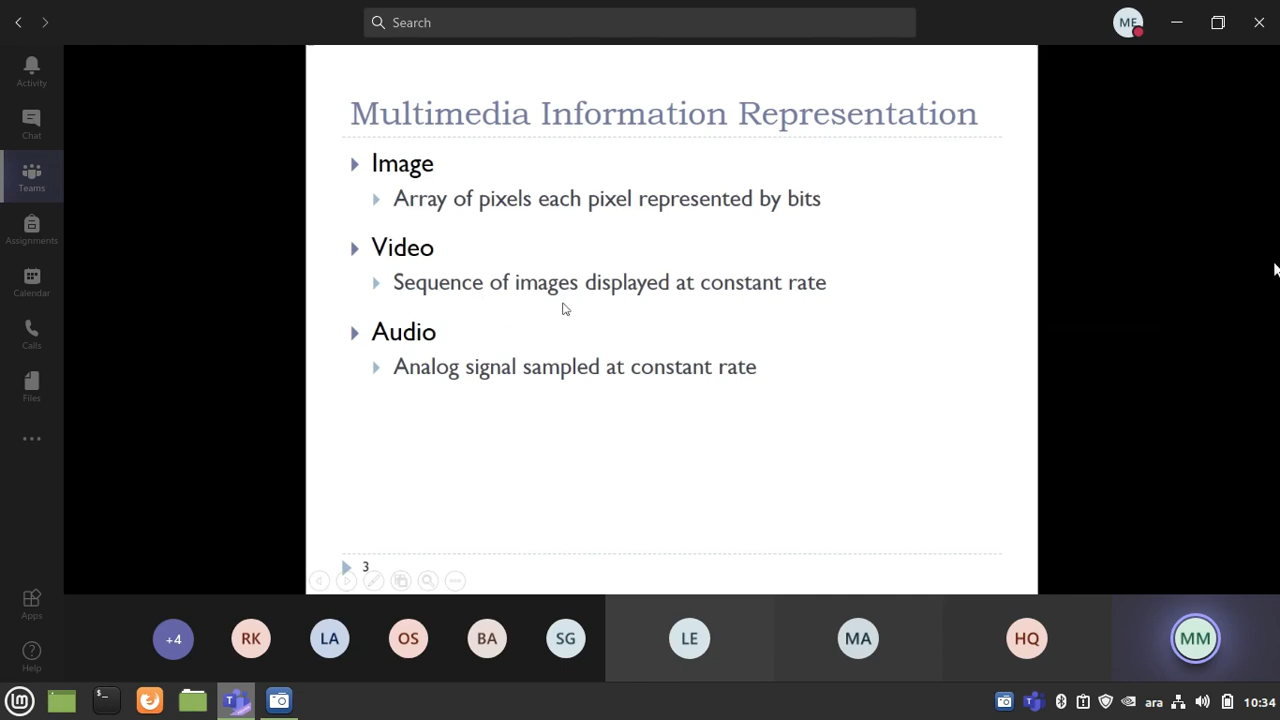 Search
ME
Activity
Chat
Teams
Assignments
Calendar
Calls
Files
Apps
Help
Multimedia Information Representation
Image
Array of pixels each pixel represented by bits
Video
Sequence of images displayed at constant rate
Audio
Analog signal sampled at constant rate
3
+4
RK
LA
OS
BA
SG
LE
MA
HQ
MM
ara
10:34